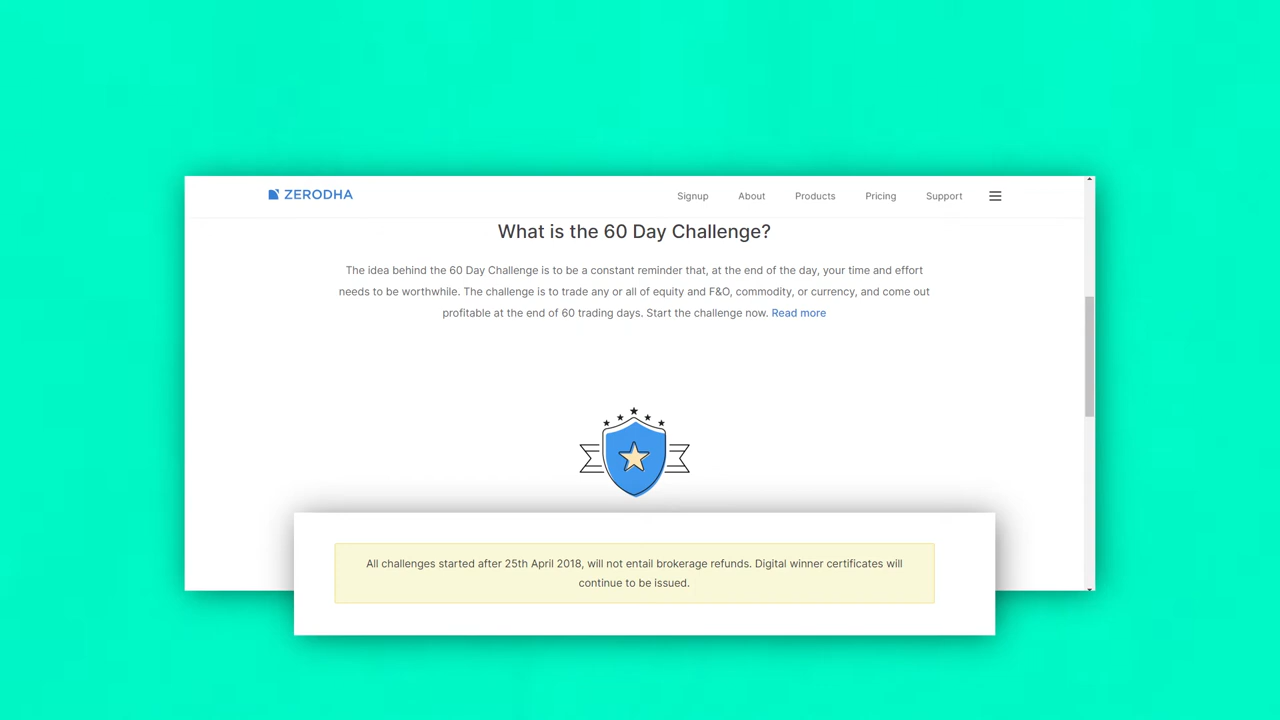 ZERODHA
Signup About Products Pricing Support
What is the 60 Day Challenge?
The idea behind the 60 Day Challenge is to be a constant reminder that, at the end of the day, your time and effort
needs to be worthwhile. The challenge is to trade any or all of equity and F&O, commodity, or currency, and come out
profitable at the end of 60 trading days. Start the challenge now. Read more
All challenges started after 25th April 2018, will not entail brokerage refunds. Digital winner certificates will
continue to be issued.